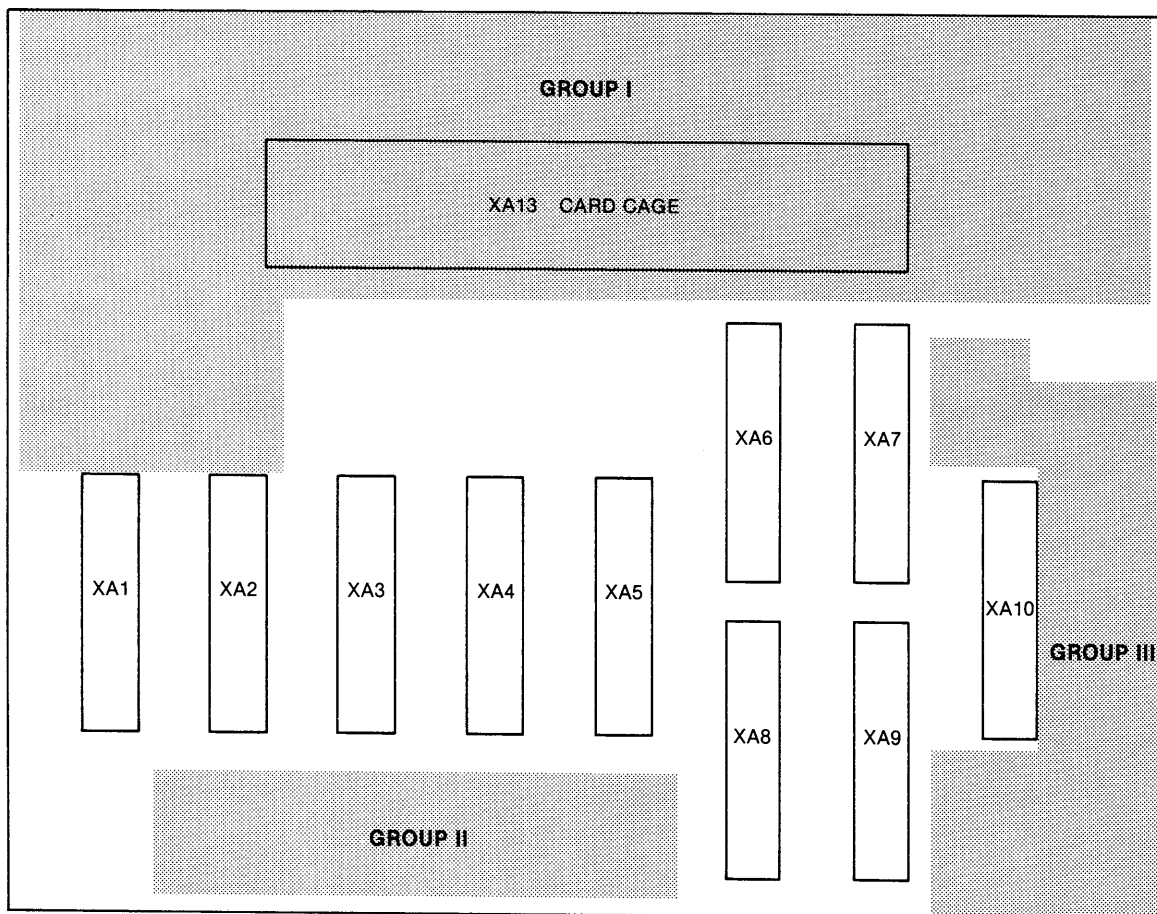 GROUP I
XA13 CARD CAGE
XA6
XA7
XA1
XA2
XA3
XA4
XA5
XA10
GROUP III
XA8
XA9
GROUP II